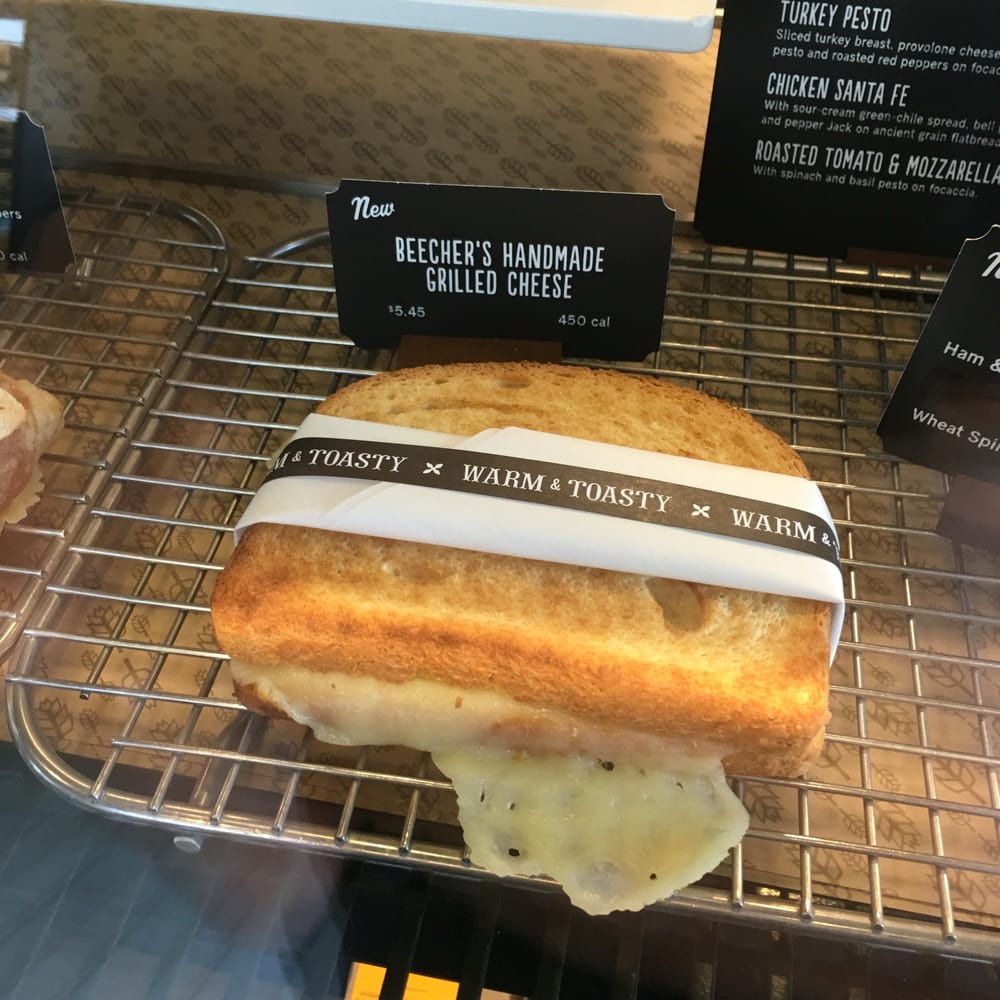 TURKEY PESTO
Sliced turkey breast, provolone cheese
pesto and roasted red peppers on
CHICKEN SANTA FE
With sour-cream green-chile spread, bell
and pepper Jack on ancient grain
ROASTED TOMATO & MOZZARELLA
With spinach and basil pesto on focaccia.
New
BEECHER'S HANDMADE
GRILLED CHEESE
$5.45 450 cal
cal
Ham &
Wheat
& TOASTY WARM & TOASTY WARM &